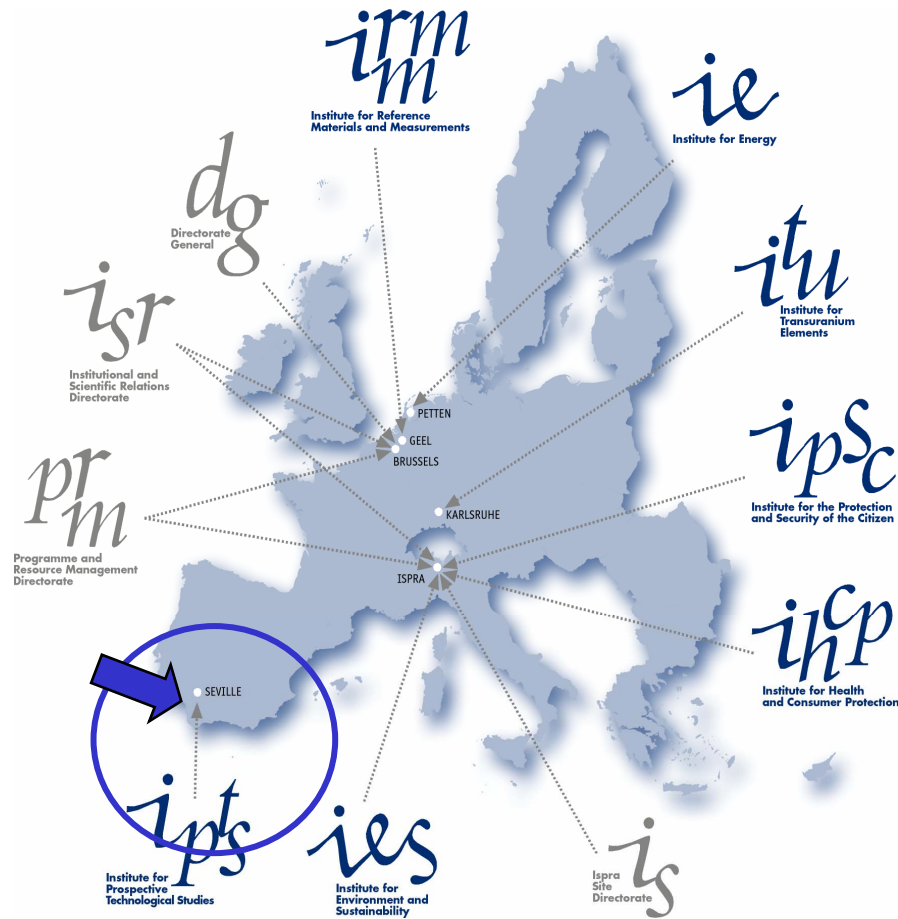 irmm
Institute for Reference
Materials and Measurements
ie
Institute for Energy
dg
Directorate
General
itu
Institute for
Transuranium
Elements
isr
Institutional and
Scientific Relations
Directorate
PETTEN
GEEL
BRUSSELS
ipsc
Institute for the Protection
and Security of the Citizen
prm
Programme and
Resource Management
Directorate
KARLSRUHE
ISPRA
ihcp
Institute for Health
and Consumer Protection
SEVILLE
ipts
Institute for
Prospective
Technological Studies
ies
Institute for
Environment and
Sustainability
is
Ispra
Site
Directorate